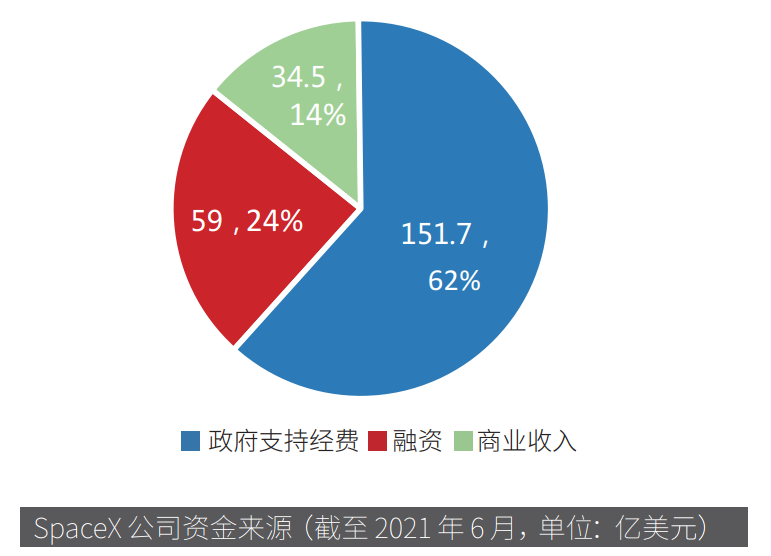 34.5，
14%
59，24%
151.7，
62%
政府支持经费 融资 商业收入
SpaceX 公司资金来源（截至 2021 年 6 月，单位：亿美元）